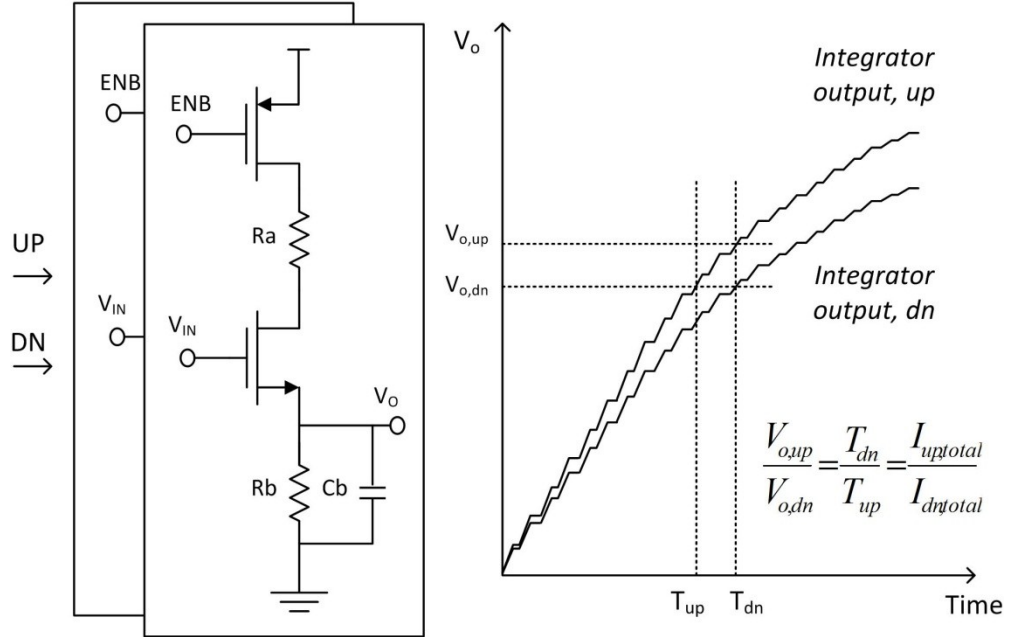 ENB
ENB
UP
DN
V_IN
V_IN
Ra
V_O
Rb
Cb
V_o
Integrator
output, up
V_o,up
V_o,dn
Integrator
output, dn
V_o,up / V_o,dn = T_dn / T_up = I_up,total / I_dn,total
T_up
T_dn
Time